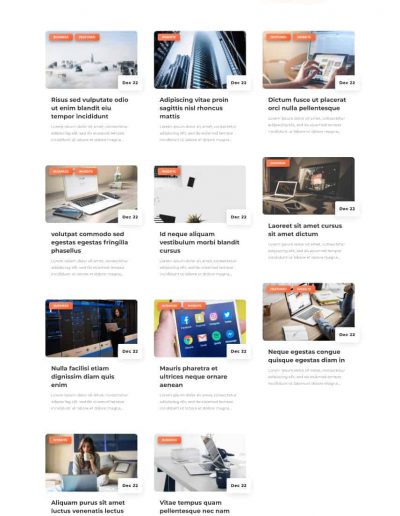 BUSINESS FEATURED
Dec 22
Risus sed vulputate odio
ut enim blandit eiu
tempor incididunt
Lorem ipsum dolor sit amet, consectetur
adipiscing elit, sed do eiusmod tempor
incididunt ut labore et dolore magna...
BUSINESS
WEBSITE
Dec 22
volutpat commodo sed
egestas egestas fringilla
phasellus
Lorem ipsum dolor sit amet, consectetur
adipiscing elit, sed do eiusmod tempor
incididunt ut labore et dolore magna...
BUSINESS
Dec 22
Nulla facilisi etiam
dignissim diam quis
enim
Lorem ipsum dolor sit amet, consectetur
adipiscing elit, sed do eiusmod tempor
incididunt ut labore et dolore magna...
WEBSITE
Dec 22
Aliquam purus sit amet
luctus venenatis lectus
Dec 22
Adipiscing vitae proin
sagittis nisl rhoncus
mattis
Lorem ipsum dolor sit amet, consectetur
adipiscing elit, sed do eiusmod tempor
incididunt ut labore et dolore magna...
WEBSITE
Dec 22
Id neque aliquam
vestibulum morbi blandit
cursus
Lorem ipsum dolor sit amet, consectetur
adipiscing elit, sed do eiusmod tempor
incididunt ut labore et dolore magna...
BUSINESS
WEBSITE
Dec 22
Mauris pharetra et
ultrices neque ornare
aenean
Lorem ipsum dolor sit amet, consectetur
adipiscing elit, sed do eiusmod tempor
incididunt ut labore et dolore magna...
Dec 22
Vitae tempus quam
pellentesque nec nam
FEATURED WEBSITE
Dec 22
Dictum fusce ut placerat
orci nulla pellentesque
Lorem ipsum dolor sit amet, consectetur
adipiscing elit, sed do eiusmod tempor
incididunt ut labore et dolore magna...
Dec 22
Laoreet sit amet cursus
sit amet dictum
Lorem ipsum dolor sit amet, consectetur
adipiscing elit, sed do eiusmod tempor
incididunt ut labore et dolore magna...
FEATURED WEBSITE
Dec 22
Neque egestas congue
quisque egestas diam in
Lorem ipsum dolor sit amet, consectetur
adipiscing elit, sed do eiusmod tempor
incididunt ut labore et dolore magna...